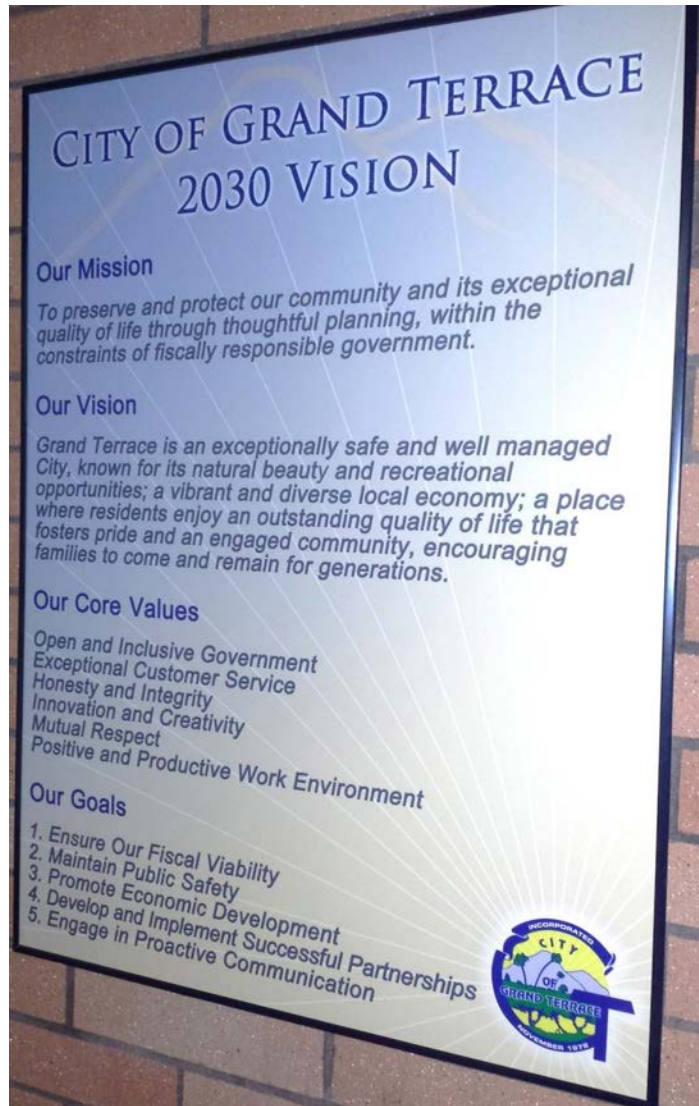 CITY OF GRAND TERRACE
2030 VISION
Our Mission
To preserve and protect our community and its exceptional
quality of life through thoughtful planning, within the
constraints of fiscally responsible government.
Our Vision
Grand Terrace is an exceptionally safe and well managed
City, known for its natural beauty and recreational
opportunities; a vibrant and diverse local economy; a place
where residents enjoy an outstanding quality of life that
fosters pride and an engaged community, encouraging
families to come and remain for generations.
Our Core Values
Open and Inclusive Government
Exceptional Customer Service
Honesty and Integrity
Innovation and Creativity
Mutual Respect
Positive and Productive Work Environment
Our Goals
1. Ensure Our Fiscal Viability
2. Maintain Public Safety
3. Promote Economic Development
4. Develop and Implement Successful Partnerships
5. Engage in Proactive Communication
INCORPORATED
CITY
OF
GRAND TERRACE
NOVEMBER 1978